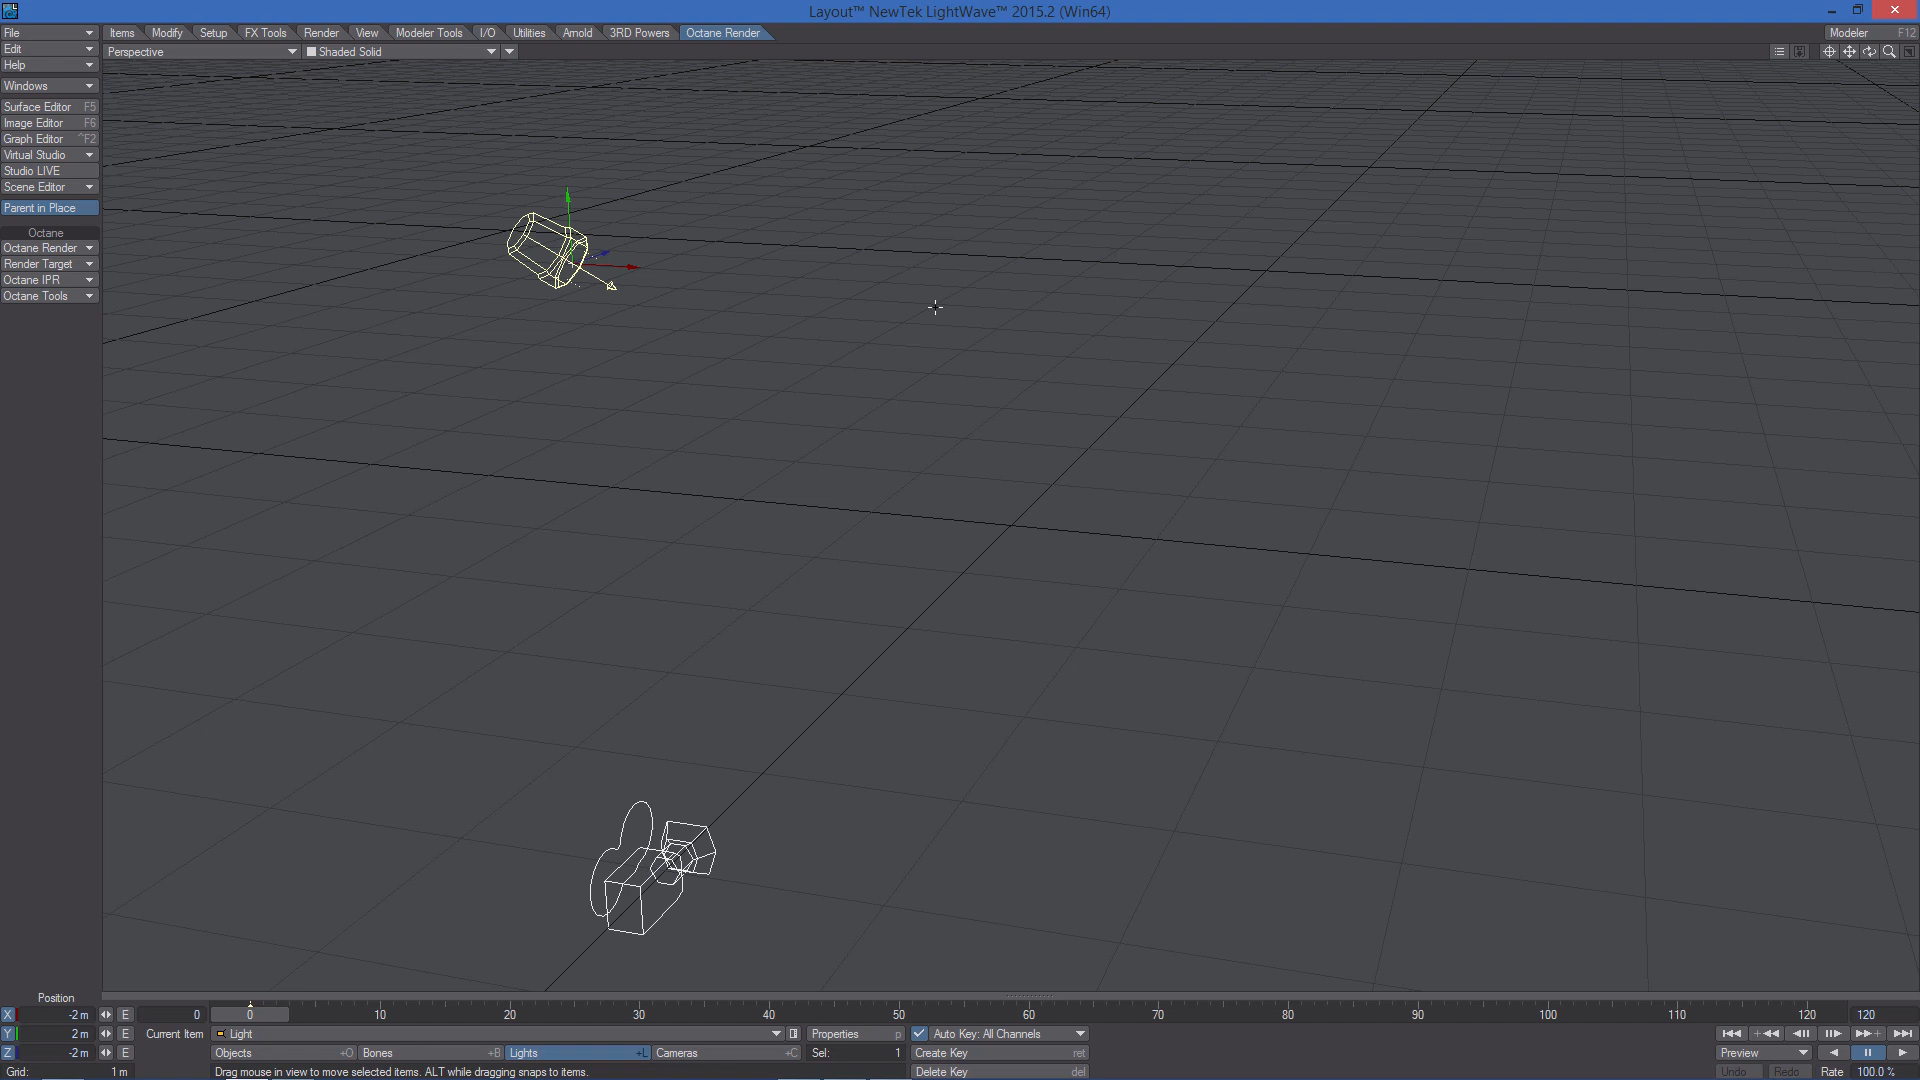 Layout™ NewTek LightWave™ 2015.2 (Win64)
File
Items Modify Setup FX Tools Render View Modeler Tools I/O Utilities Arnold 3RD Powers Octane Render
Modeler F12
Edit
Perspective Shaded Solid
Help
Windows
Surface Editor F5
Image Editor F6
Graph Editor ^F2
Virtual Studio
Studio LIVE
Scene Editor
Parent in Place
Octane
Octane Render
Render Target
Octane IPR
Octane Tools
Position
X -2 m E 0 0 10 20 30 40 50 60 70 80 90 100 110 120 120
Y 2 m E Current Item Light Properties p Auto Key: All Channels
Z -2 m E Objects +O Bones +B Lights +L Cameras +C Sel: 1 Create Key ret Preview
Grid: 1 m Drag mouse in view to move selected items. ALT while dragging snaps to items. Delete Key del Undo Redo Rate 100.0 %